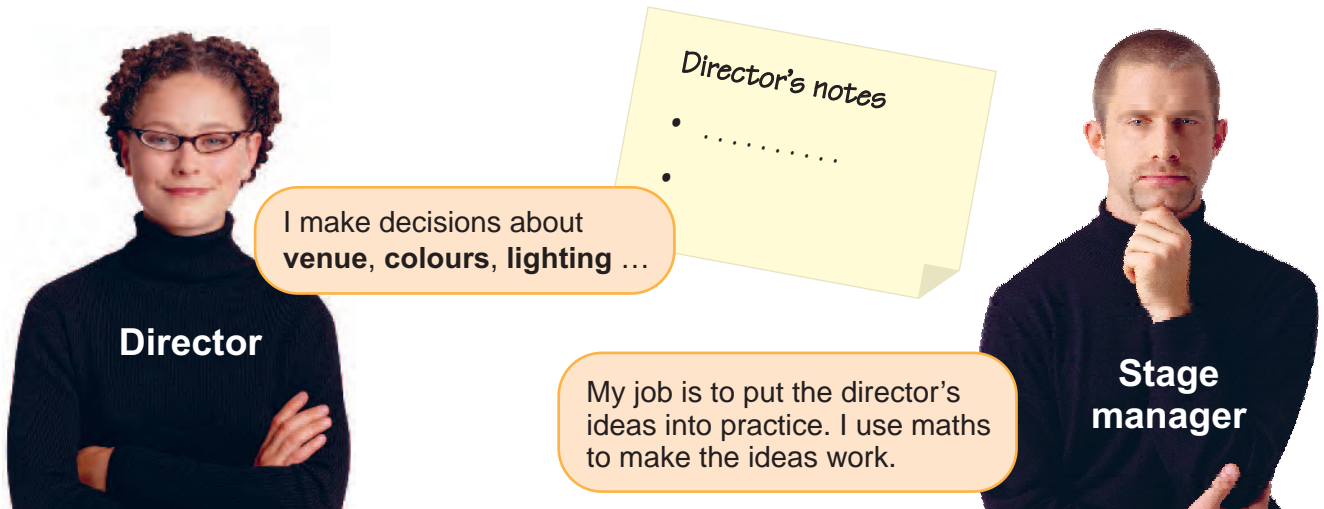 Director's notes
• ..........
•
I make decisions about
venue, colours, lighting …
Director
My job is to put the director's
ideas into practice. I use maths
to make the ideas work.
Stage
manager